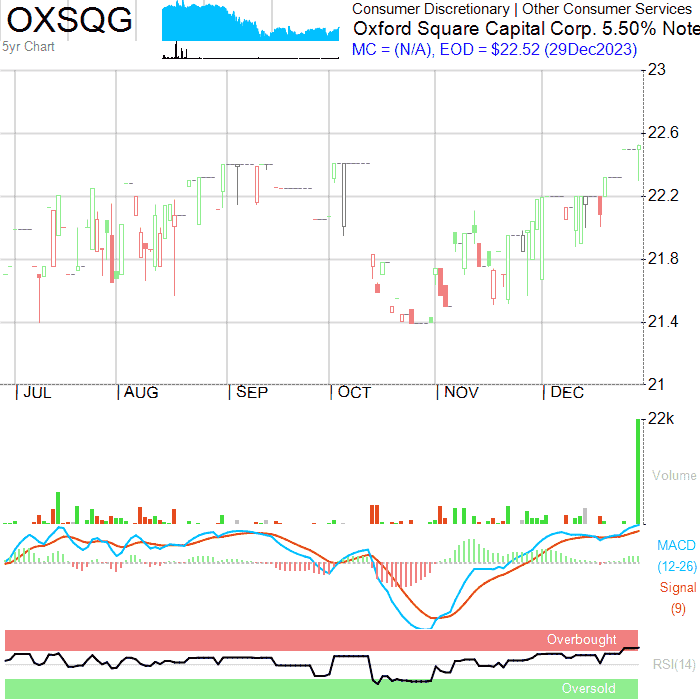 OXSQG
5yr Chart
Consumer Discretionary | Other Consumer Services
Oxford Square Capital Corp. 5.50% Note
MC = (N/A), EOD = $22.52 (29Dec2023)
23
22.6
22.2
21.8
21.4
21
JUL AUG SEP OCT NOV DEC
22k
Volume
MACD
(12-26)
Signal
(9)
Overbought
RSI(14)
Oversold